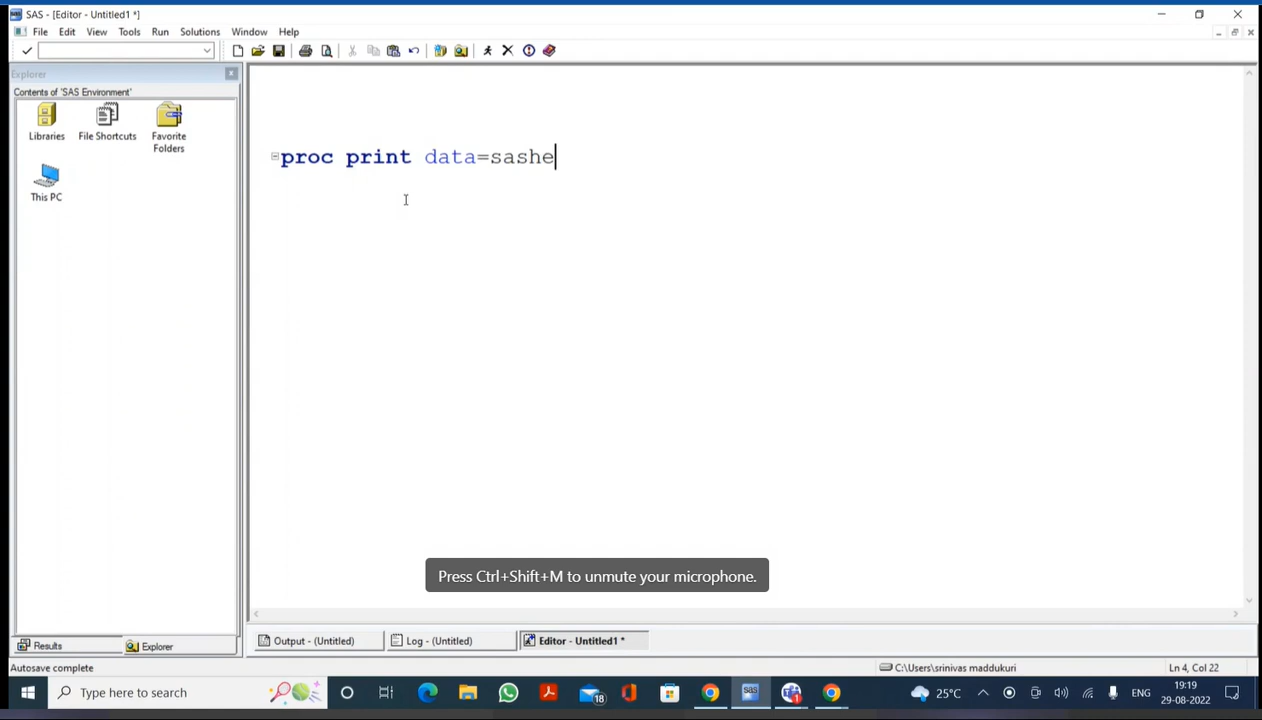 SAS - [Editor - Untitled1 *]
File Edit View Tools Run Solutions Window Help
Explorer
Contents of 'SAS Environment'
Libraries File Shortcuts Favorite Folders
This PC
proc print data=sashe
Press Ctrl+Shift+M to unmute your microphone.
Results Explorer
Output - (Untitled) Log - (Untitled) Editor - Untitled1 *
Autosave complete C:\Users\srinivas maddukuri Ln 4, Col 22
Type here to search 18 sas 1 25°C ENG 19:19
29-08-2022